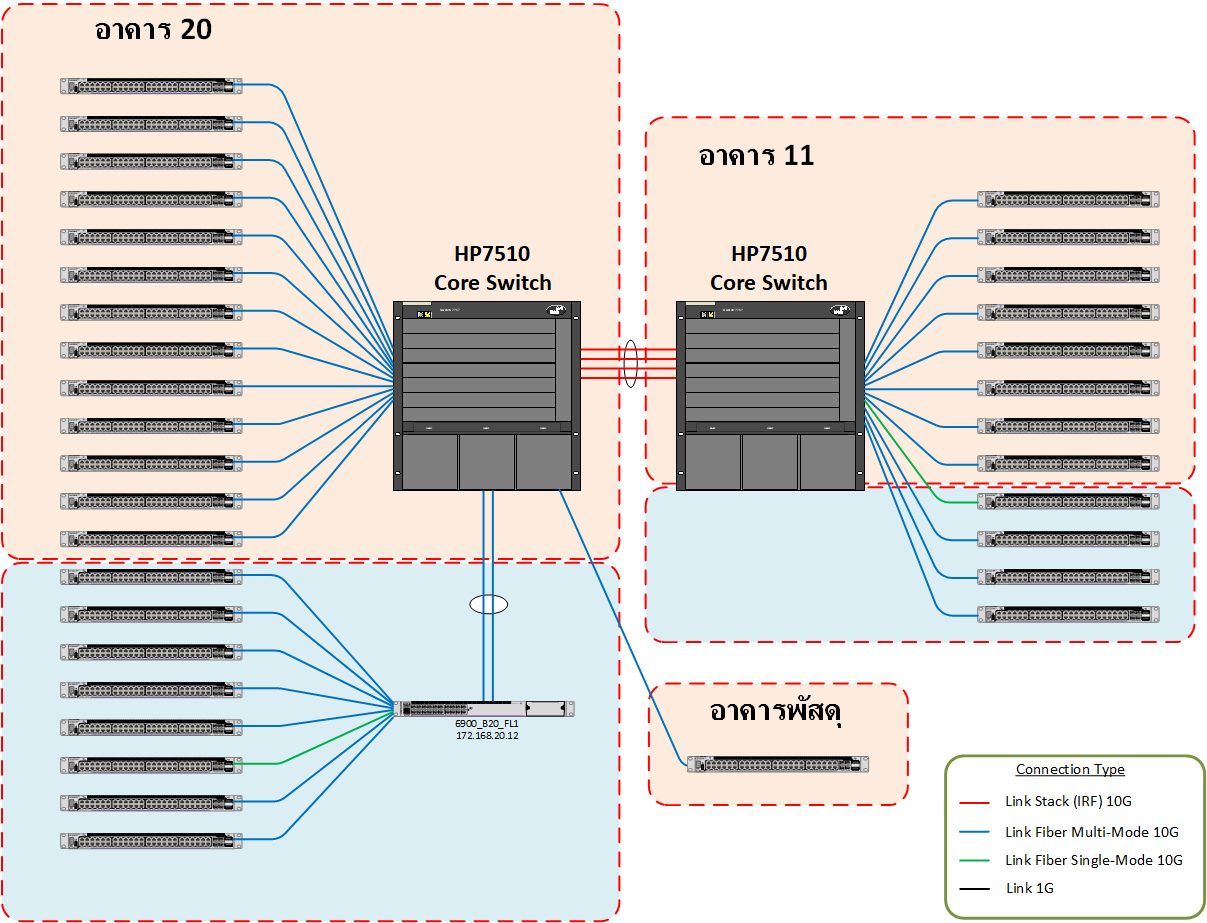 อาคาร 20
อาคาร 11
HP7510
Core Switch
HP7510
Core Switch
6900_B20_FL1
172.168.20.12
อาคารพัสดุ
Connection Type
Link Stack (IRF) 10G
Link Fiber Multi-Mode 10G
Link Fiber Single-Mode 10G
Link 1G